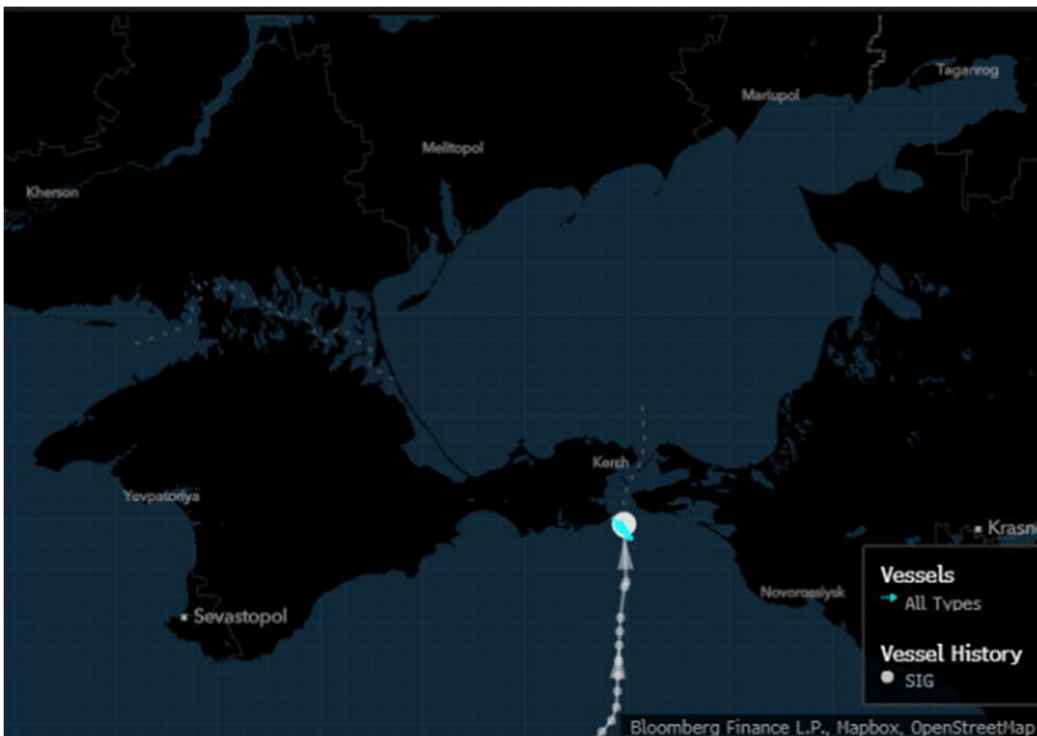 Taganrog
Mariupol
Melitopol
Kherson
Kerch
Yevpatoriya
Krasn
Vessels
All Types
Novorossiysk
Sevastopol
Vessel History
SIG
Bloomberg Finance L.P., Mapbox, OpenStreetMap